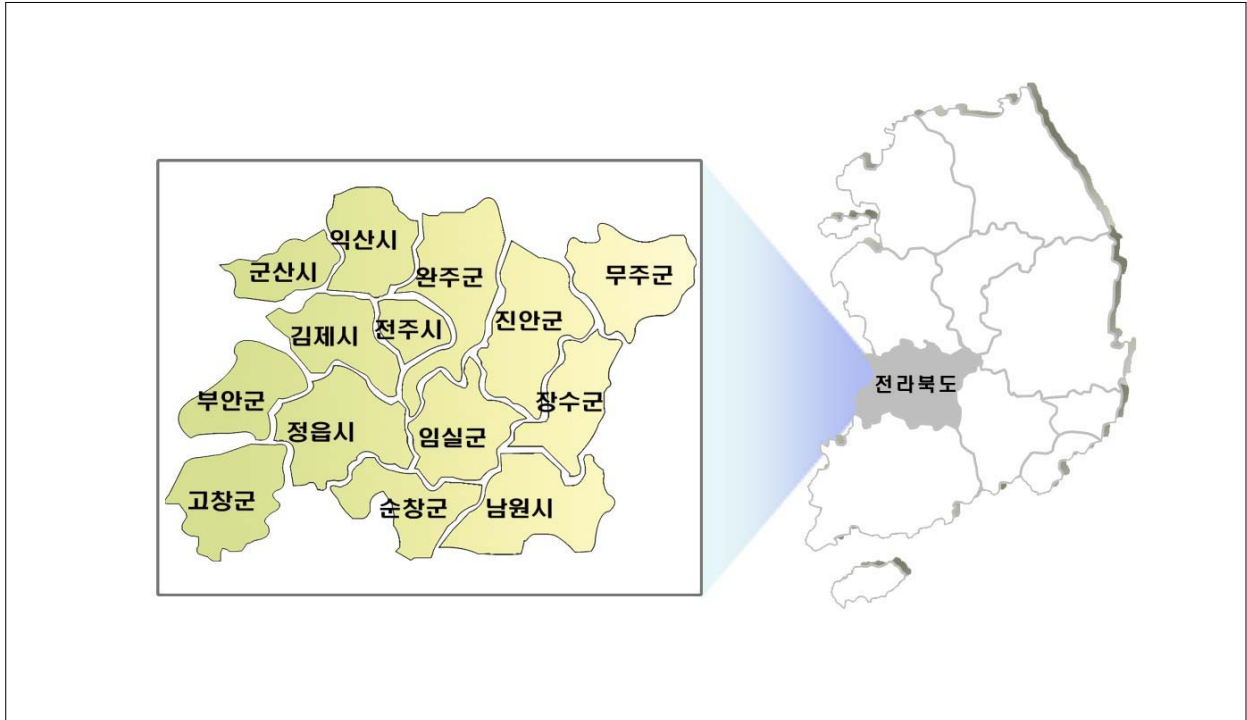 익산시
군산시
완주군
무주군
김제시
전주시
진안군
부안군
정읍시
임실군
장수군
고창군
순창군
남원시
전라북도